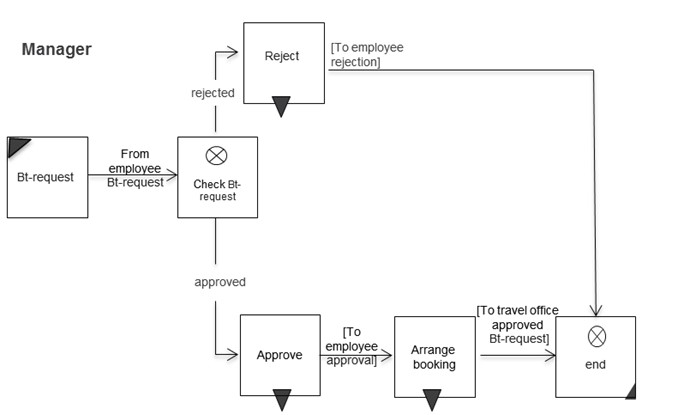 Manager
Reject
[To employee
rejection]
rejected
Bt-request
From
employee
Bt-request
Check Bt-
request
approved
Approve
[To
employee
approval]
Arrange
booking
[To travel office
approved
Bt-request]
end